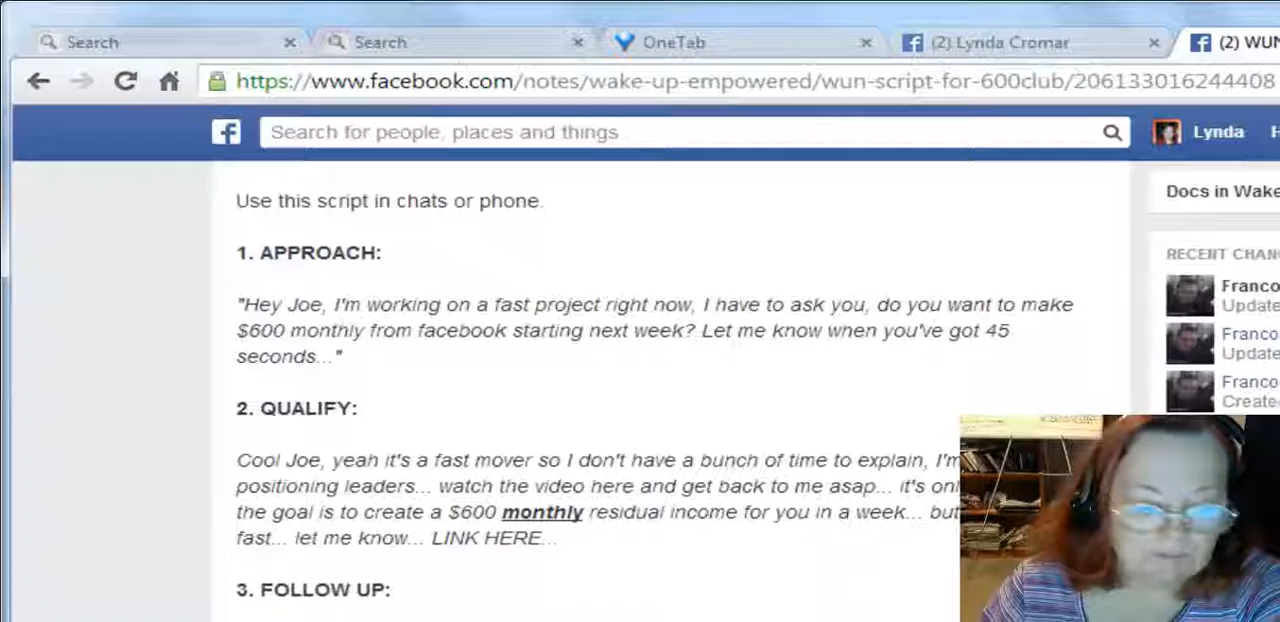 Search
Search
OneTab
(2) Lynda Cromar
(2) WUN
https://www.facebook.com/notes/wake-up-empowered/wun-script-for-600club/206133016244408
Search for people, places and things
Lynda
Use this script in chats or phone.
Docs in Wake
1. APPROACH:
RECENT CHAN
"Hey Joe, I'm working on a fast project right now, I have to ask you, do you want to make
$600 monthly from facebook starting next week? Let me know when you've got 45
seconds..."
Franco
Update
Franco
Update
Franco
Create
2. QUALIFY:
Cool Joe, yeah it's a fast mover so I don't have a bunch of time to explain, I'm
positioning leaders... watch the video here and get back to me asap... it's onl
the goal is to create a $600 monthly residual income for you in a week... but
fast... let me know... LINK HERE...
3. FOLLOW UP: